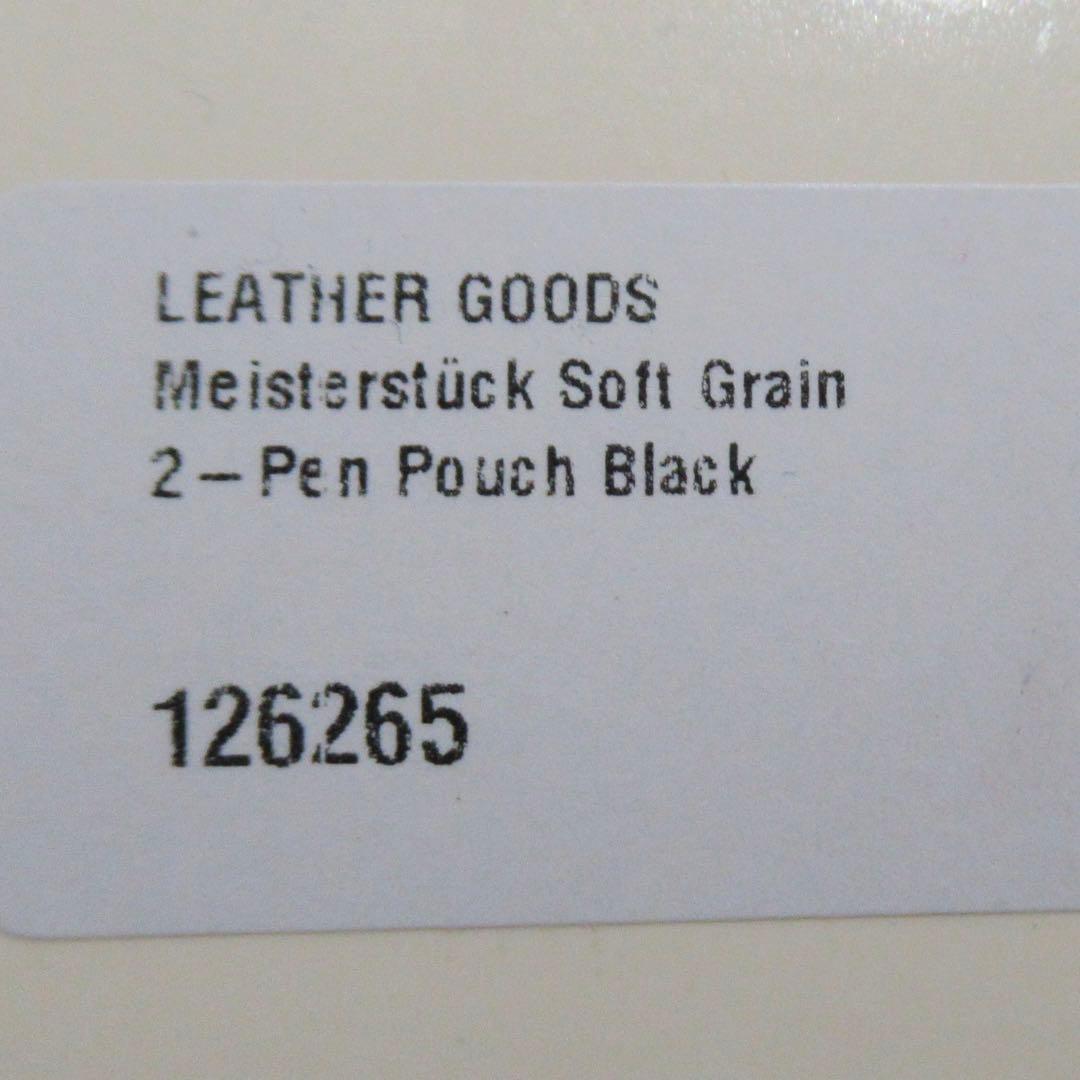 LEATHER GOODS
Meisterstück Soft Grain
2-Pen Pouch Black
126265